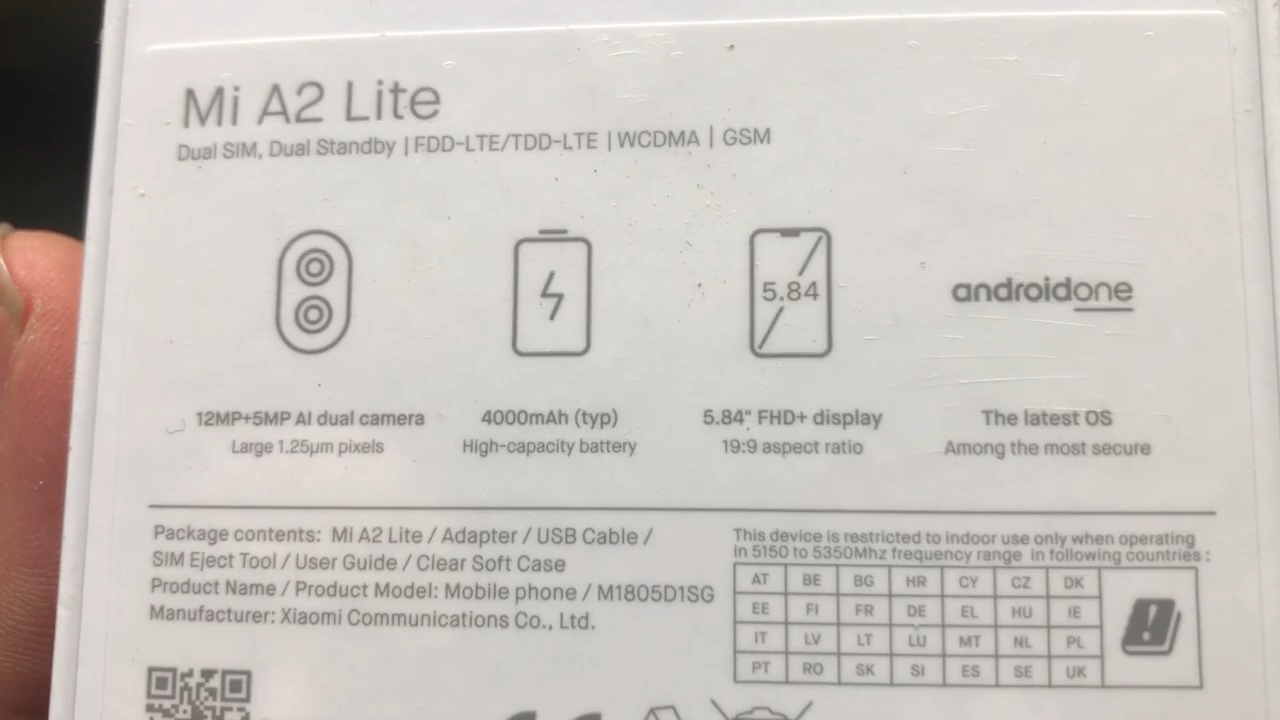 Mi A2 Lite
Dual SIM, Dual Standby | FDD-LTE/TDD-LTE | WCDMA | GSM
5.84
androidone
12MP+5MP AI dual camera
Large 1.25µm pixels
4000mAh (typ)
High-capacity battery
5.84" FHD+ display
19:9 aspect ratio
The latest OS
Among the most secure
Package contents: Mi A2 Lite / Adapter / USB Cable /
SIM Eject Tool / User Guide / Clear Soft Case
Product Name / Product Model: Mobile phone / M1805D1SG
Manufacturer: Xiaomi Communications Co., Ltd.
This device is restricted to indoor use only when operating
in 5150 to 5350Mhz frequency range in following countries :
AT BE BG HR CY CZ DK
EE FI FR DE EL HU IE
IT LV LT LU MT NL PL
PT RO SK SI ES SE UK